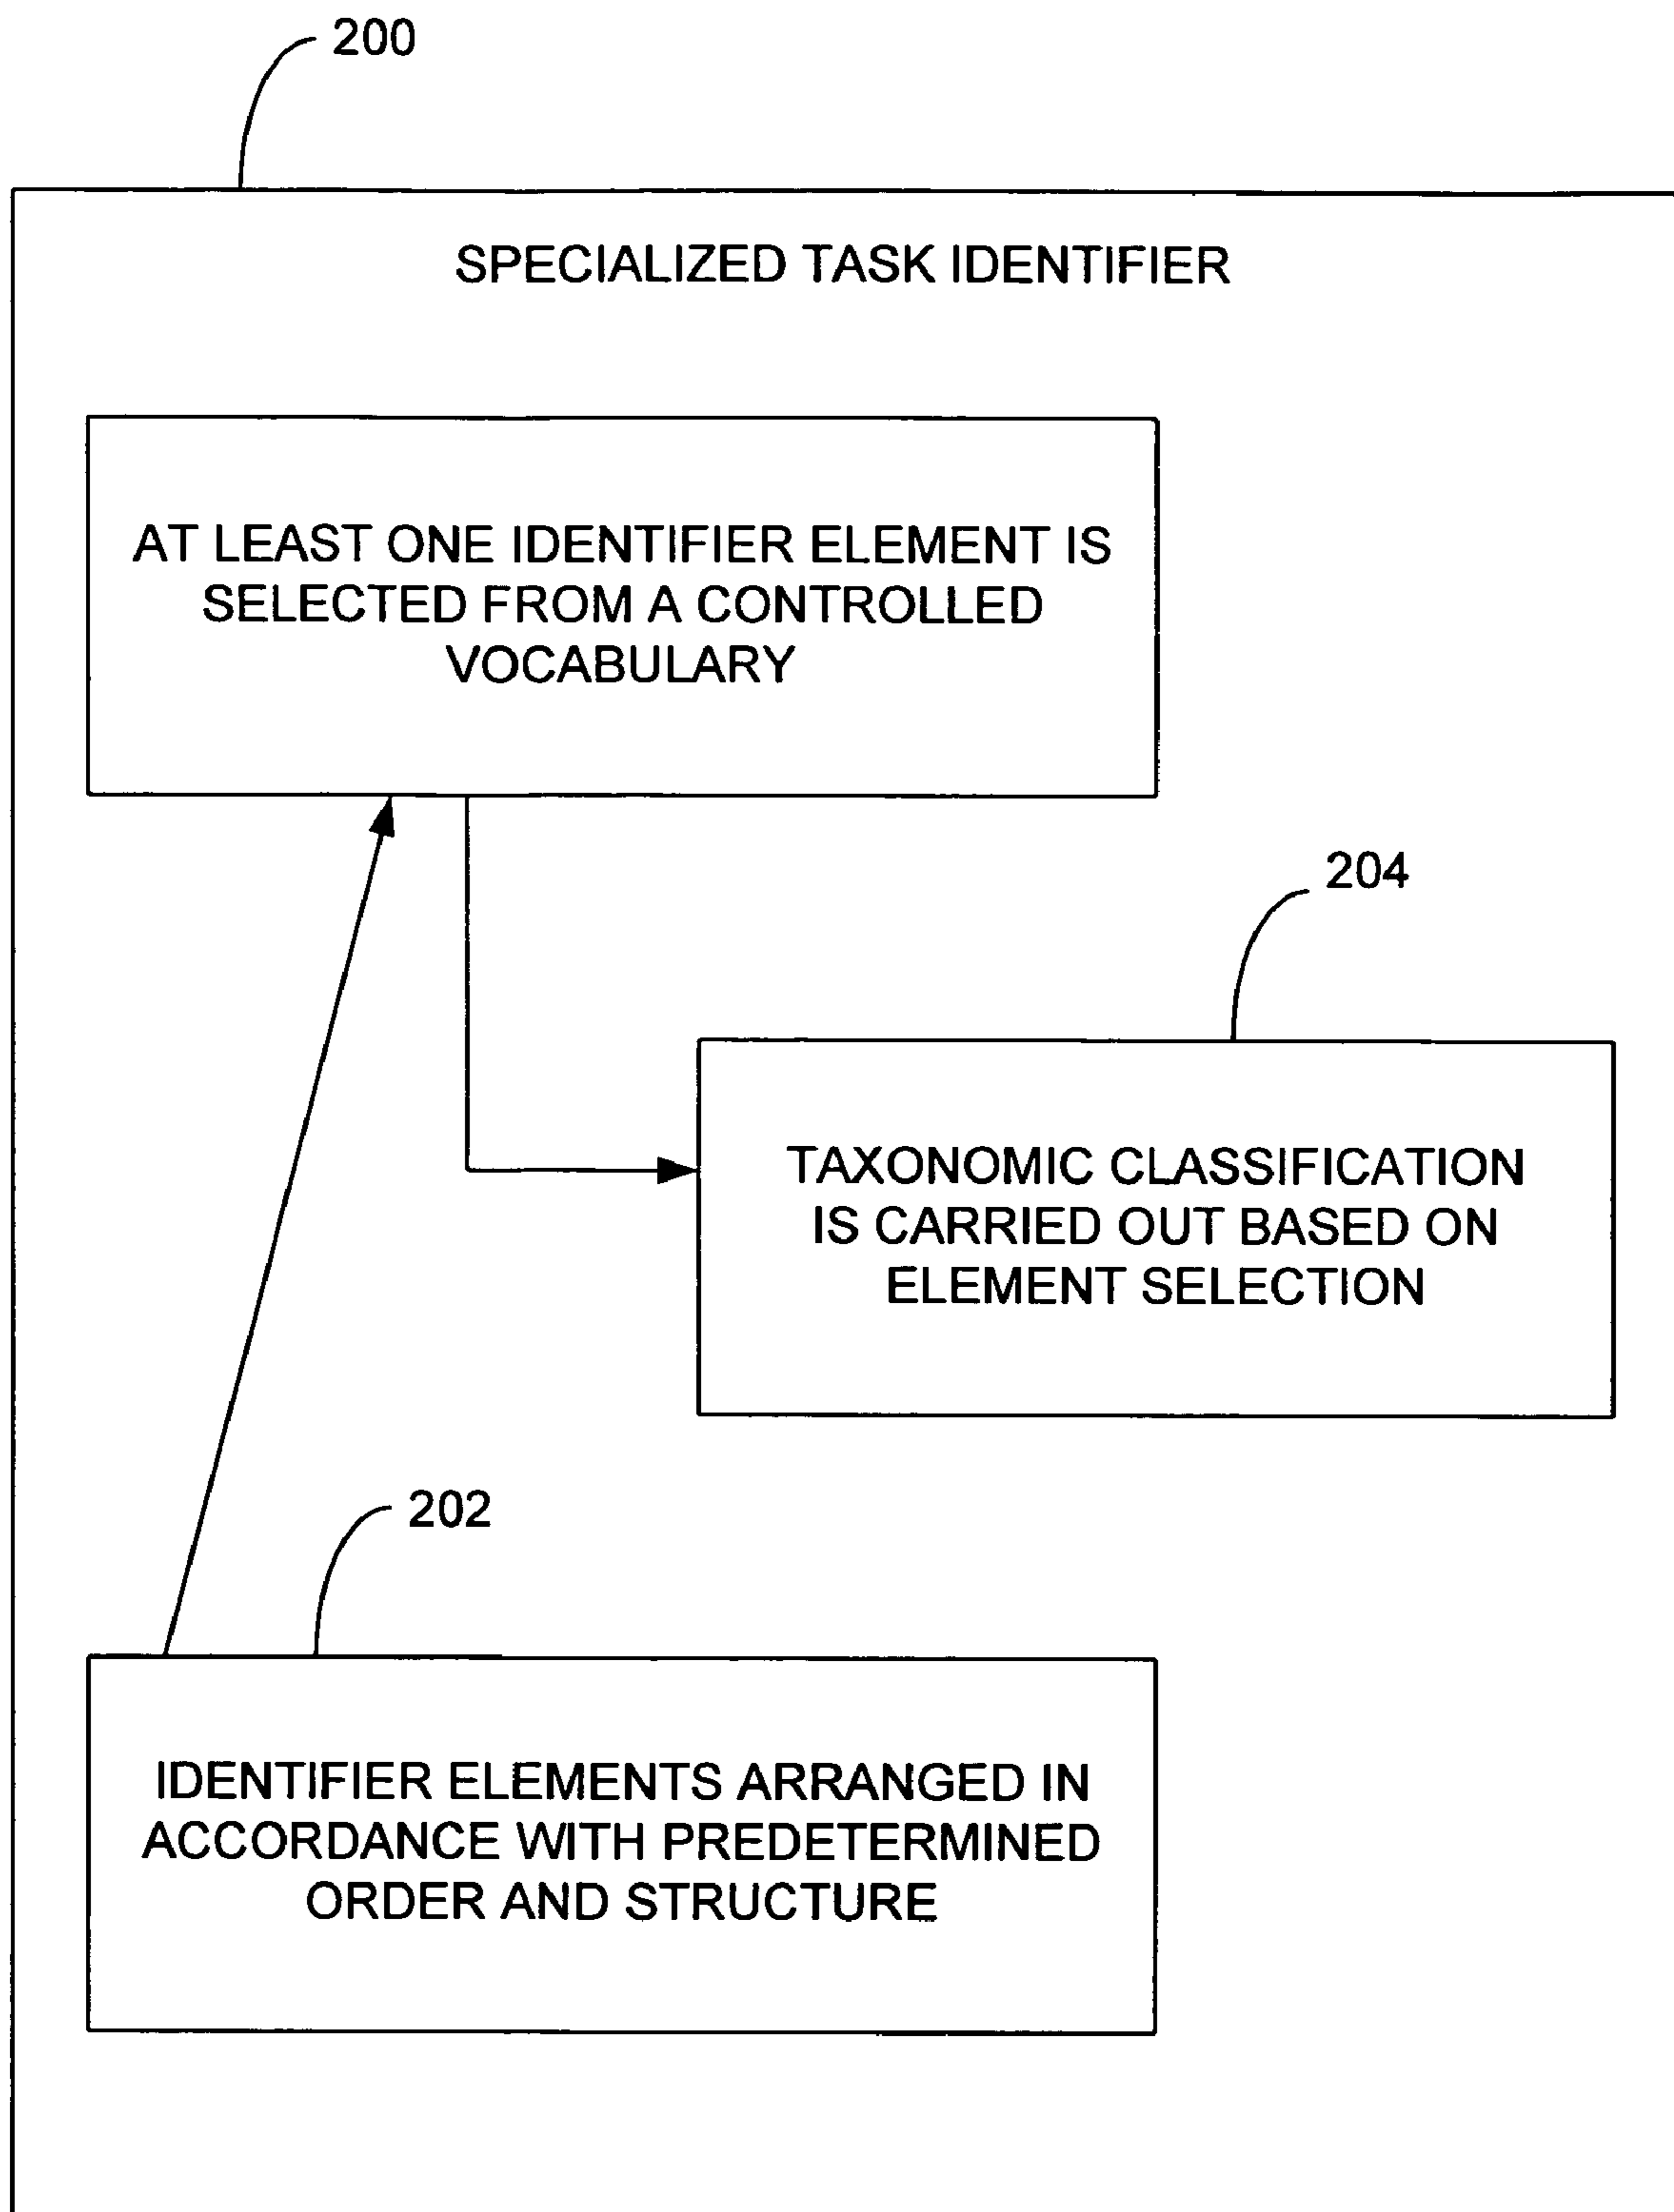 200
SPECIALIZED TASK IDENTIFIER
AT LEAST ONE IDENTIFIER ELEMENT IS
SELECTED FROM A CONTROLLED
VOCABULARY
204
TAXONOMIC CLASSIFICATION
IS CARRIED OUT BASED ON
ELEMENT SELECTION
202
IDENTIFIER ELEMENTS ARRANGED IN
ACCORDANCE WITH PREDETERMINED
ORDER AND STRUCTURE